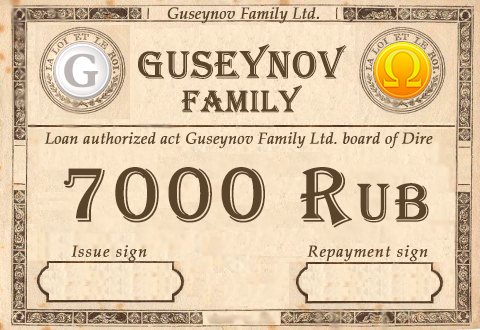 Guseynov Family Ltd.
LA LOI ET LE ROI.
G
GUSEYNOV
FAMILY
LA LOI ET LE ROI.
Ω
Loan authorized act Guseynov Family Ltd. board of Dire
7000 RUB
Issue sign
Repayment sign